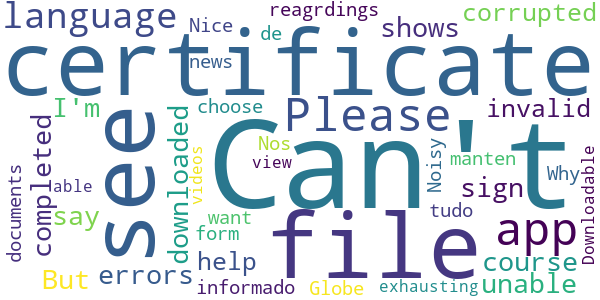 language Nice reagrdings corrupted
de shows
certificate
news
I'm choose Please invalid
see Can't
completed downloaded Nos Noisy manten Why
view
documents able videos
say want sign tudo Downloadable
form file app
errors help course
But informado Globe exhausting unable